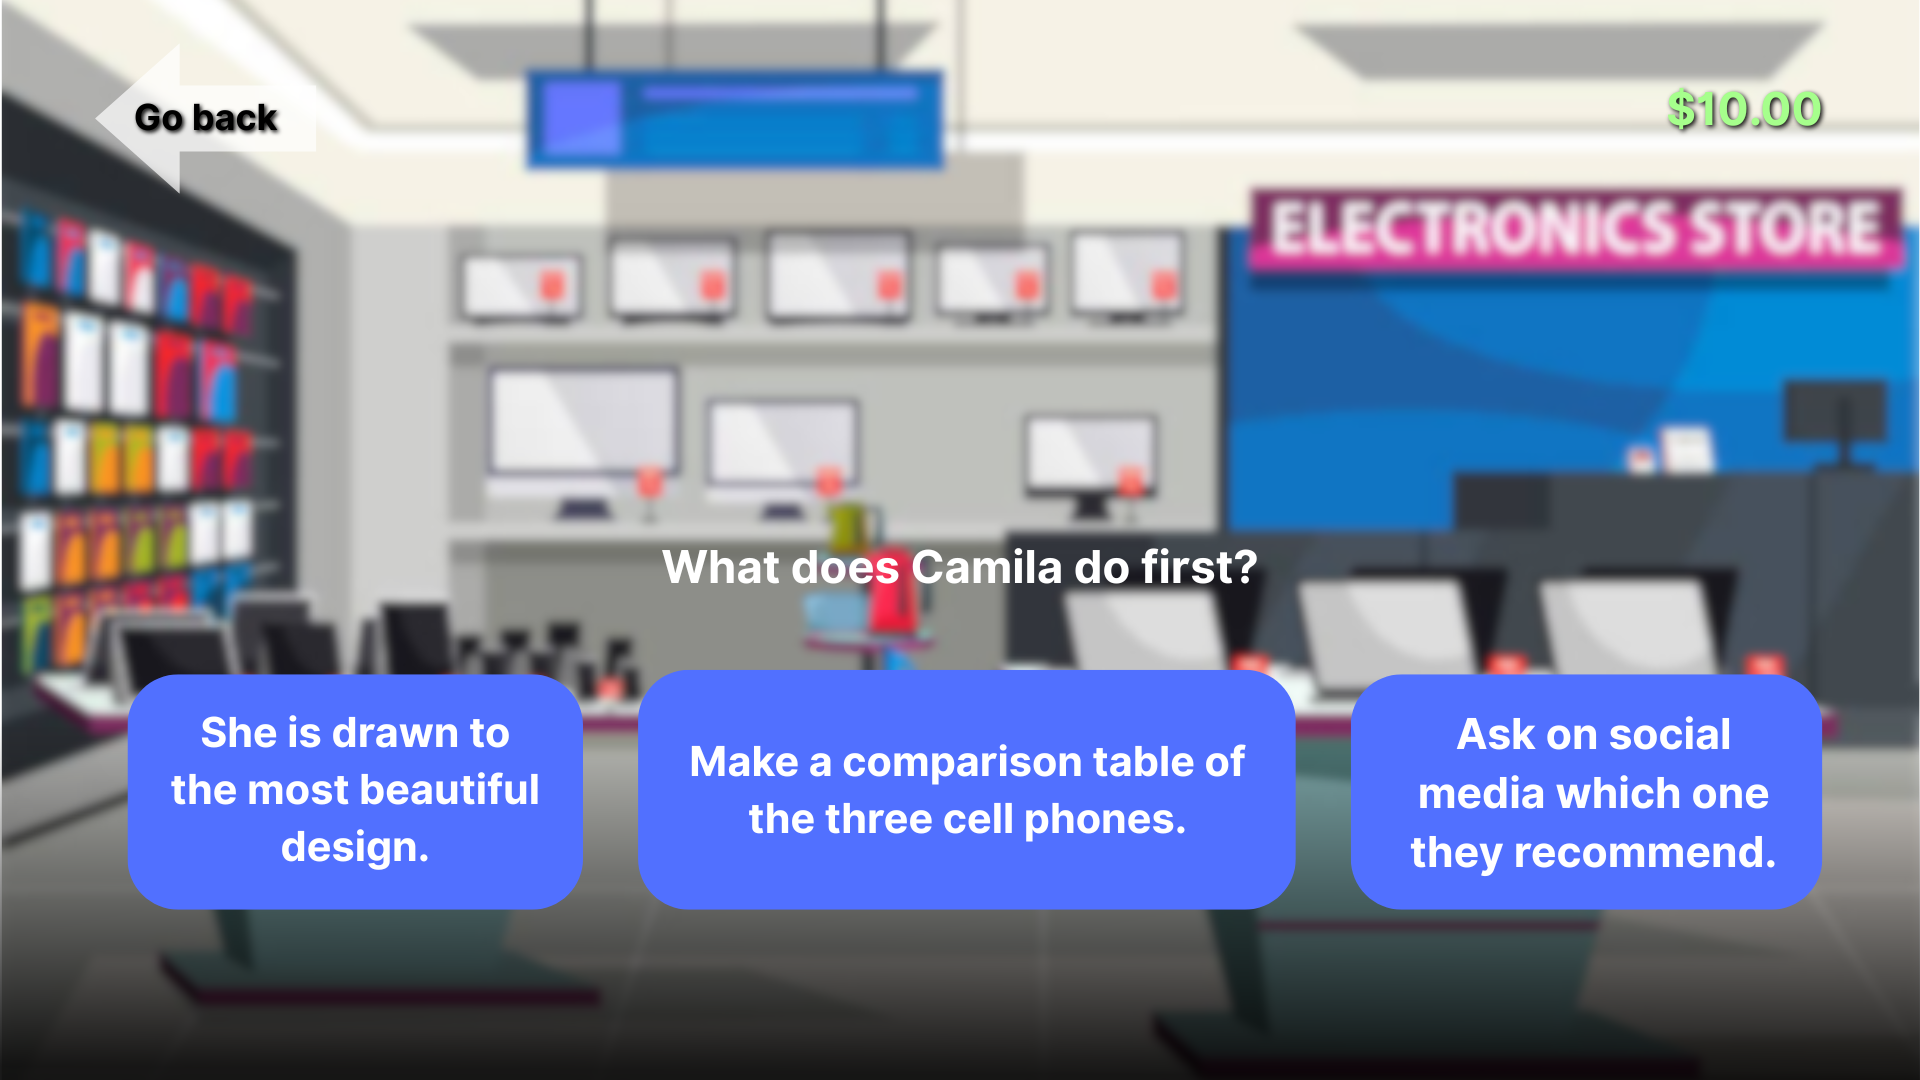 Go back
$10.00
ELECTRONICS STORE
What does Camila do first?
She is drawn to
the most beautiful
design.
Make a comparison table of
the three cell phones.
Ask on social
media which one
they recommend.